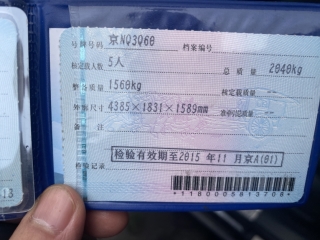 号牌号码 京NQ3Q60 档案编号
核定载人数 5人 总质量 2040kg
整备质量 1560kg 核定载质量 --
外廓尺寸 4385×1831×1589mm 准牵引总质量 --
备注
检验有效期至2015年11月京A(01)
检验记录